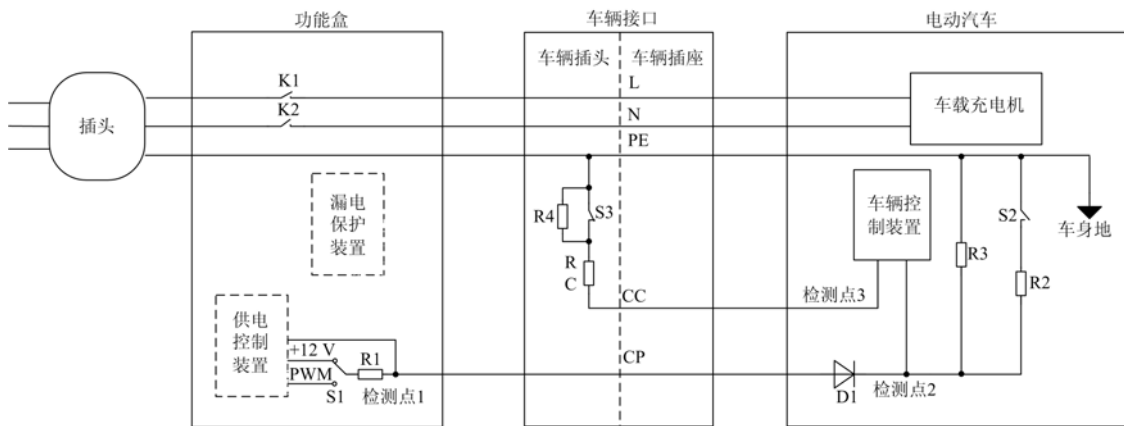 功能盒
车辆接口
电动汽车
车辆插头
车辆插座
K1
L
K2
N
车载充电机
插头
PE
漏电
保护
装置
R4
S3
车辆控
制装置
S2
车身地
R3
R
C
R2
CC
检测点3
供电
控制
装置
+12 V
R1
CP
PWM
S1
检测点1
D1
检测点2